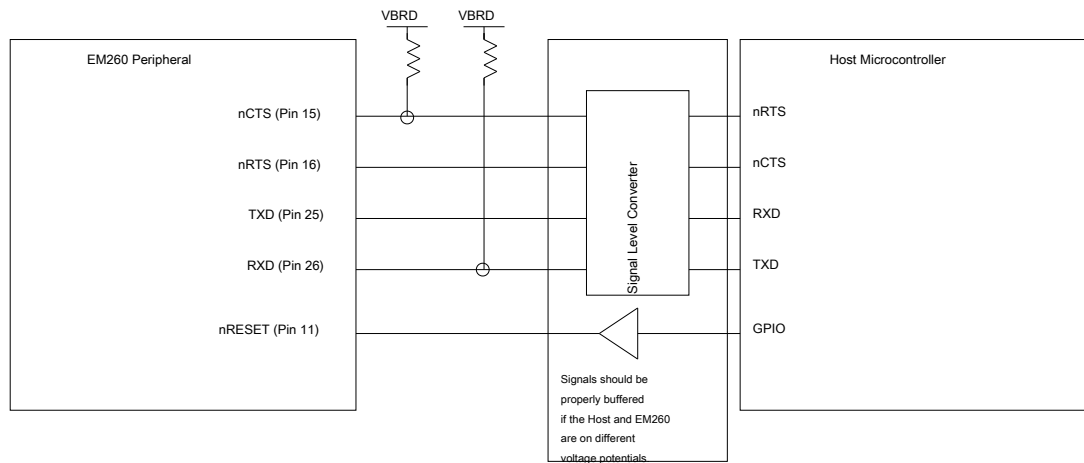 VBRD VBRD
EM260 Peripheral
Host Microcontroller
nCTS (Pin 15)
nRTS
nRTS (Pin 16)
nCTS
TXD (Pin 25)
RXD
RXD (Pin 26)
TXD
Signal Level Converter
nRESET (Pin 11)
GPIO
Signals should be
properly buffered
if the Host and EM260
are on different
voltage potentials